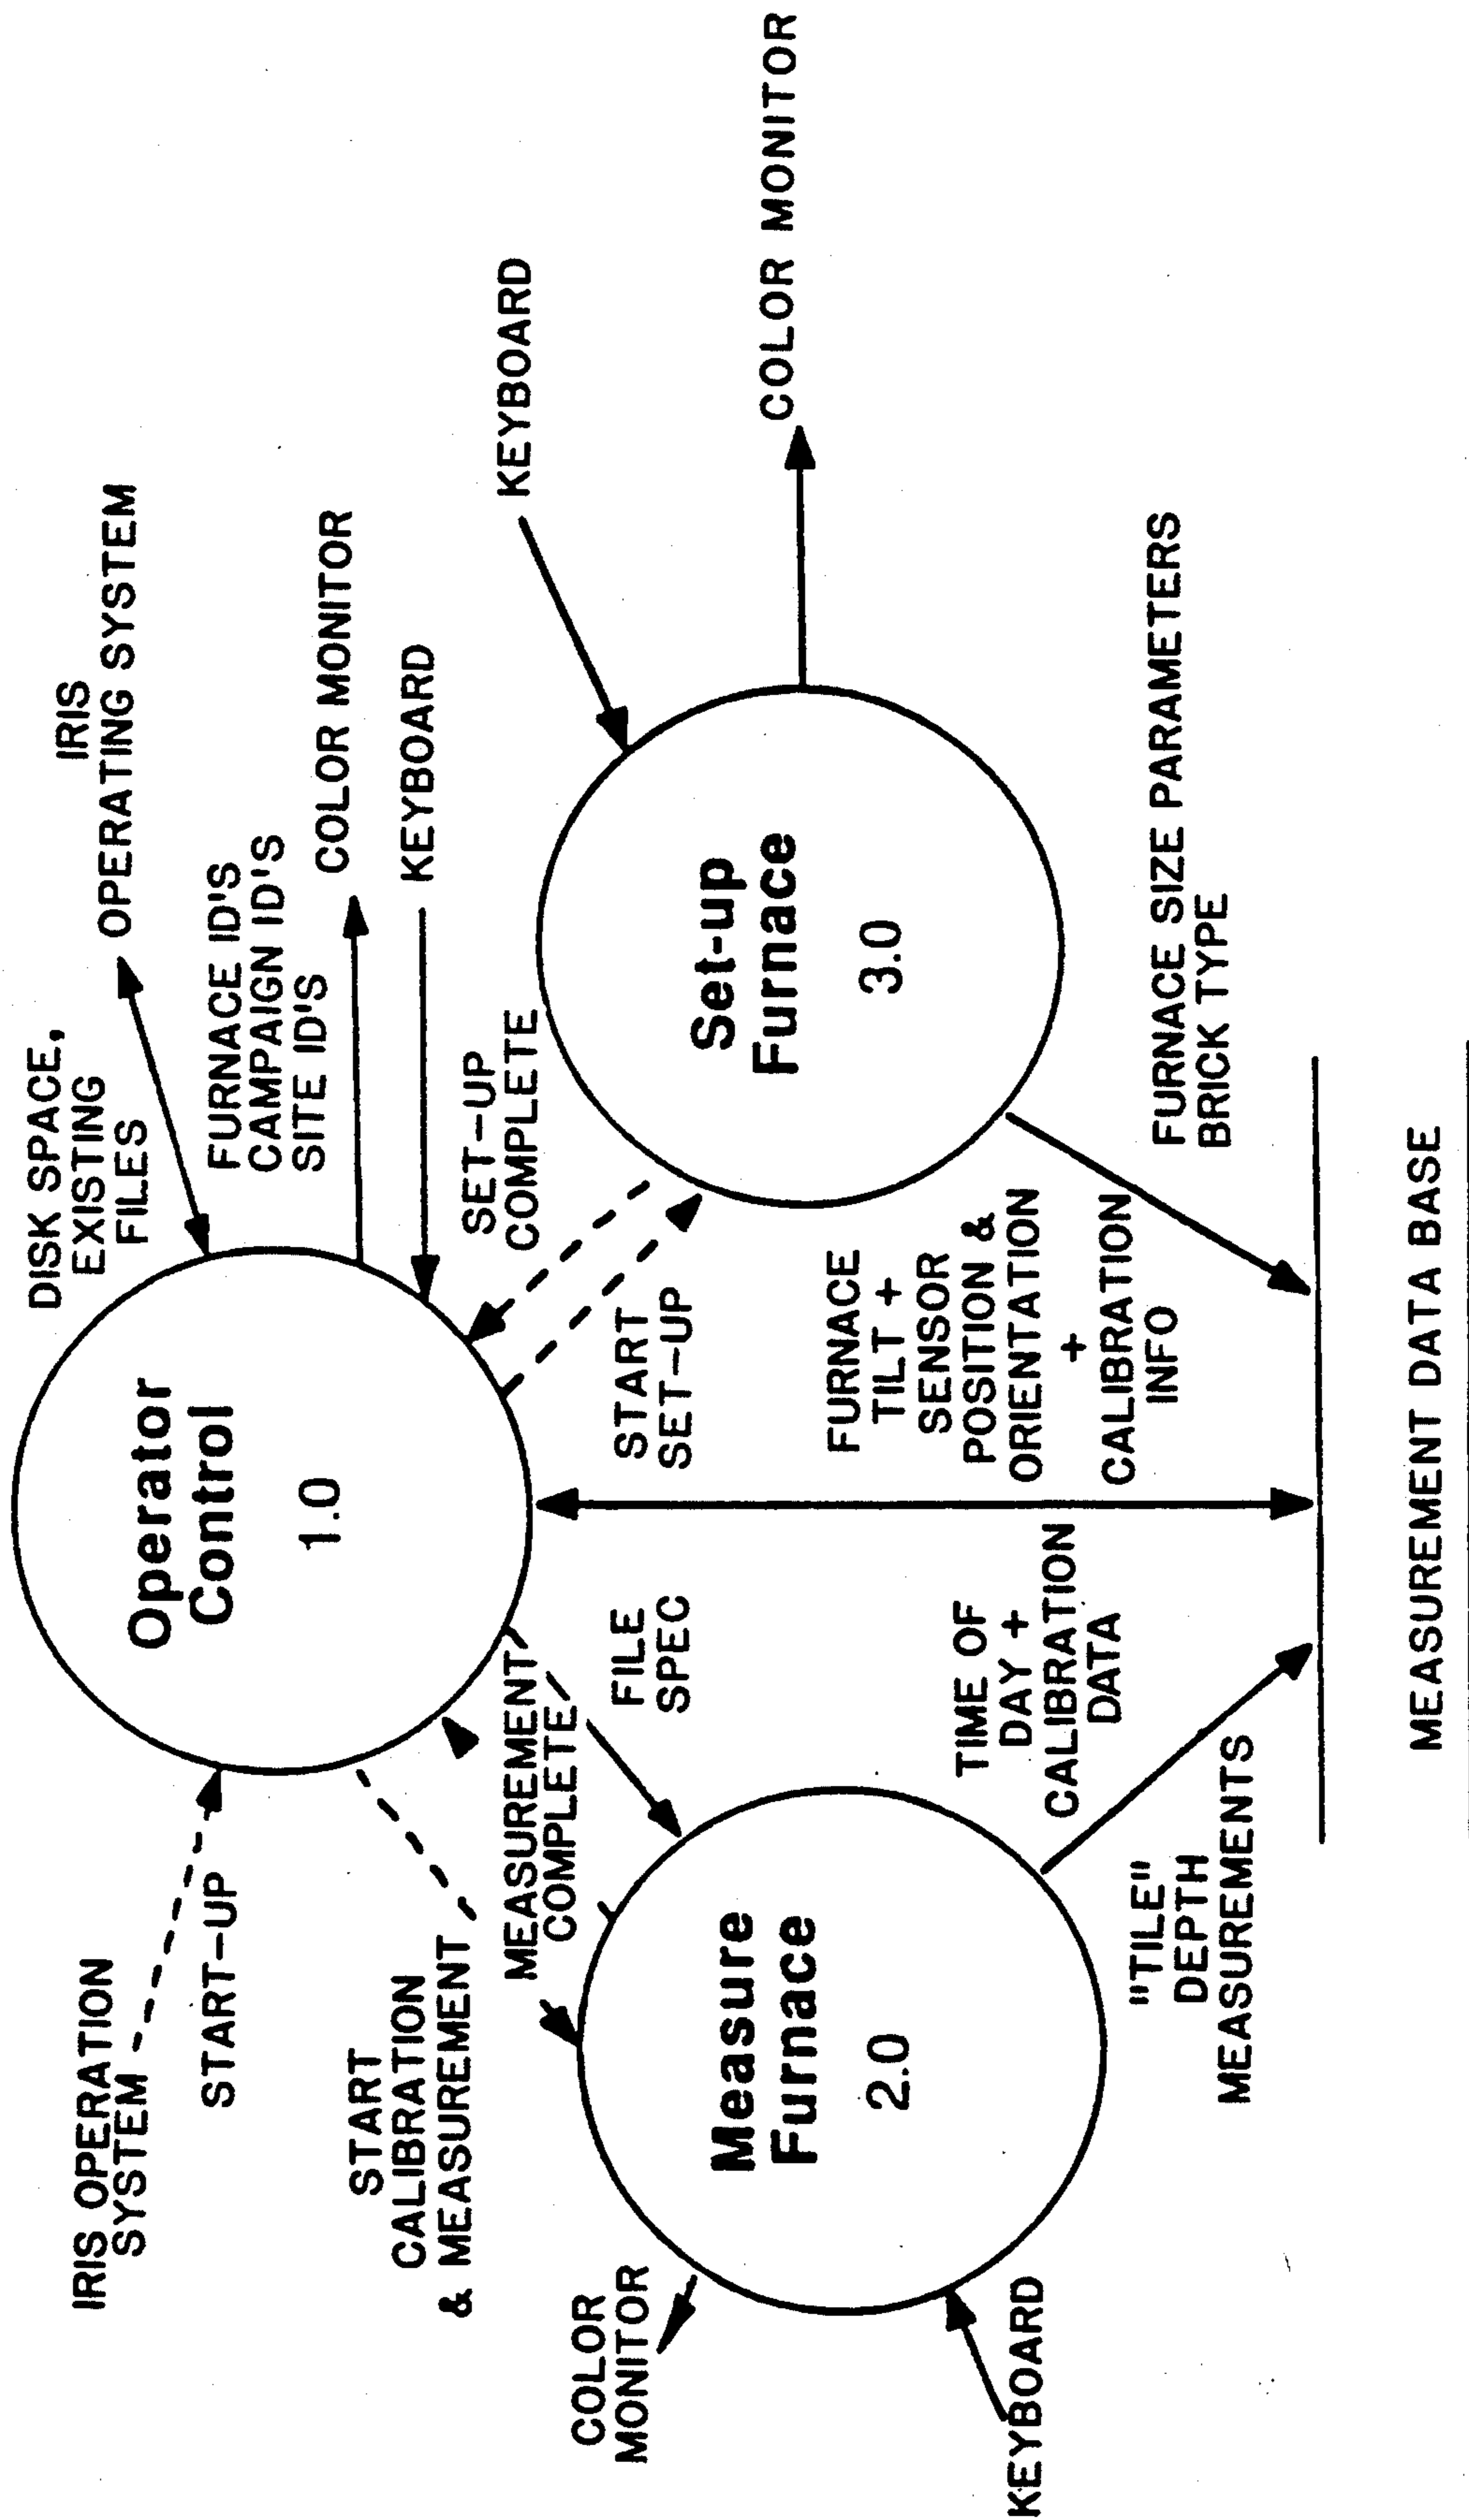 IRIS OPERATION
SYSTEM
START-UP
DISK SPACE,
EXISTING
FILES
IRIS
OPERATING SYSTEM
Operator
Control
1.0
FURNACE ID'S
CAMPAIGN ID'S
SITE ID'S
COLOR MONITOR
KEYBOARD
START
CALIBRATION
& MEASUREMENT
MEASUREMENT
COMPLETE
SET-UP
COMPLETE
KEYBOARD
FILE
SPEC
START
SET-UP
COLOR
MONITOR
Measure
Furnace
2.0
Set-up
Furnace
3.0
COLOR MONITOR
KEYBOARD
TIME OF
DAY +
CALIBRATION
DATA
FURNACE
TILT +
SENSOR
POSITION &
ORIENTATION
+
CALIBRATION
INFO
"TILE"
DEPTH
MEASUREMENTS
FURNACE SIZE PARAMETERS
BRICK TYPE
MEASUREMENT DATA BASE